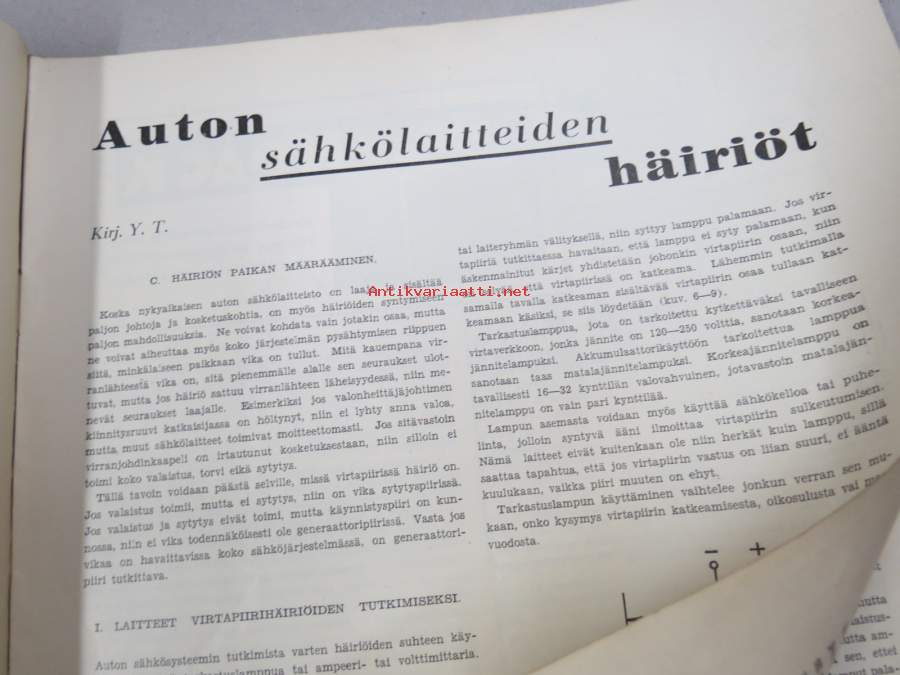 Auton
sähkölaitteiden
häiriöt
Kirj. Y. T.
C. HÄIRIÖN PAIKAN MÄÄRÄÄMINEN.
Koska nykyaikaisen auton sähkölaitteisto on laaja ja sisältää
paljon johtoja ja kosketuskohtia, on myös häiriöiden syntymiseen
paljon mahdollisuuksia. Ne voivat kohdata vain jotakin osaa, mutta
ne voivat aiheuttaa myös koko järjestelmän pysähtymisen riippuen
siitä, minkälaiseen paikkaan vika on tullut. Mitä kauempana vir-
ranlähteestä vika on, sitä pienemmälle alalle sen seuraukset ulot-
tuvat, mutta jos häiriö sattuu virranlähteen läheisyydessä, niin me-
nevät seuraukset laajalle. Esimerkiksi jos valonheittäjäjohtimen
kiinnitysruuvi katkaisijassa on höltynyt, niin ei lyhty anna valoa,
mutta muut sähkölaitteet toimivat moitteettomasti. Jos sitävastoin
virranjohdinkaapeli on irtautunut kosketuksestaan, niin silloin ei
toimi koko valaistus, torvi eikä sytytys.
Tällä tavoin voidaan päästä selville, missä virtapiirissä häiriö on.
Jos valaistus toimii, mutta ei sytytys, niin on vika sytytyspiirissä.
Jos valaistus ja sytytys eivät toimi, mutta käynnistyspiiri on kun-
nossa, niin ei vika todennäköisesti ole generaattoripiirissä. Vasta jos
vikaa on havaittavissa koko sähköjärjestelmässä, on generaattori-
piiri tutkittava.
I. LAITTEET VIRTAPIIRIHÄIRIÖIDEN TUTKIMISEKSI.
Auton sähkösysteemin tutkimista varten häiriöiden suhteen käy-
tai ampeeri- tai volttimittaria.
tai laiteryhmän välityksellä, niin syttyy lamppu palamaan. Jos vir-
tapiiriä tutkittaessa havaitaan, että lamppu ei syty palamaan, kun
äskenmainitut kärjet yhdistetään johonkin virtapiirin osaan, niin
on selvää, että virtapiirissä on katkeama. Lähemmin tutkimalla
samalla tavalla katkeaman sisältävää virtapiirin osaa tullaan kat-
keamaan käsiksi, se siis löydetään (kuv. 6—9).
Tarkastuslamppua, jota on tarkoitettu kytkettäväksi tavalliseen
virtaverkkoon, jonka jännite on 120—250 volttia, sanotaan korkea-
jännitelampuksi. Akkumulaattorikäyttöön tarkoitettua lamppua
sanotaan taas matalajännitelampuksi. Korkeajännitelamppu on
tavallisesti 16—32 kynttilän valovahvuinen, jotavastoin matalajän-
nitelamppu on vain pari kynttilää.
Lampun asemasta voidaan myös käyttää sähkökelloa tai puhe-
linta, jolloin syntyvä ääni ilmoittaa virtapiirin sulkeutumisen.
Nämä laitteet eivät kuitenkaan ole niin herkät kuin lamppu, sillä
saattaa tapahtua, että jos virtapiirin vastus on liian suuri, ei ääntä
kuulukaan, vaikka piiri muuten on ehyt.
Tarkastuslampun käyttäminen vaihtelee jonkun verran sen mu-
kaan, onko kysymys virtapiirin katkeamisesta, oikosulusta vai
vuodosta.
− +
sen, ettei
Antikvariaatti.net